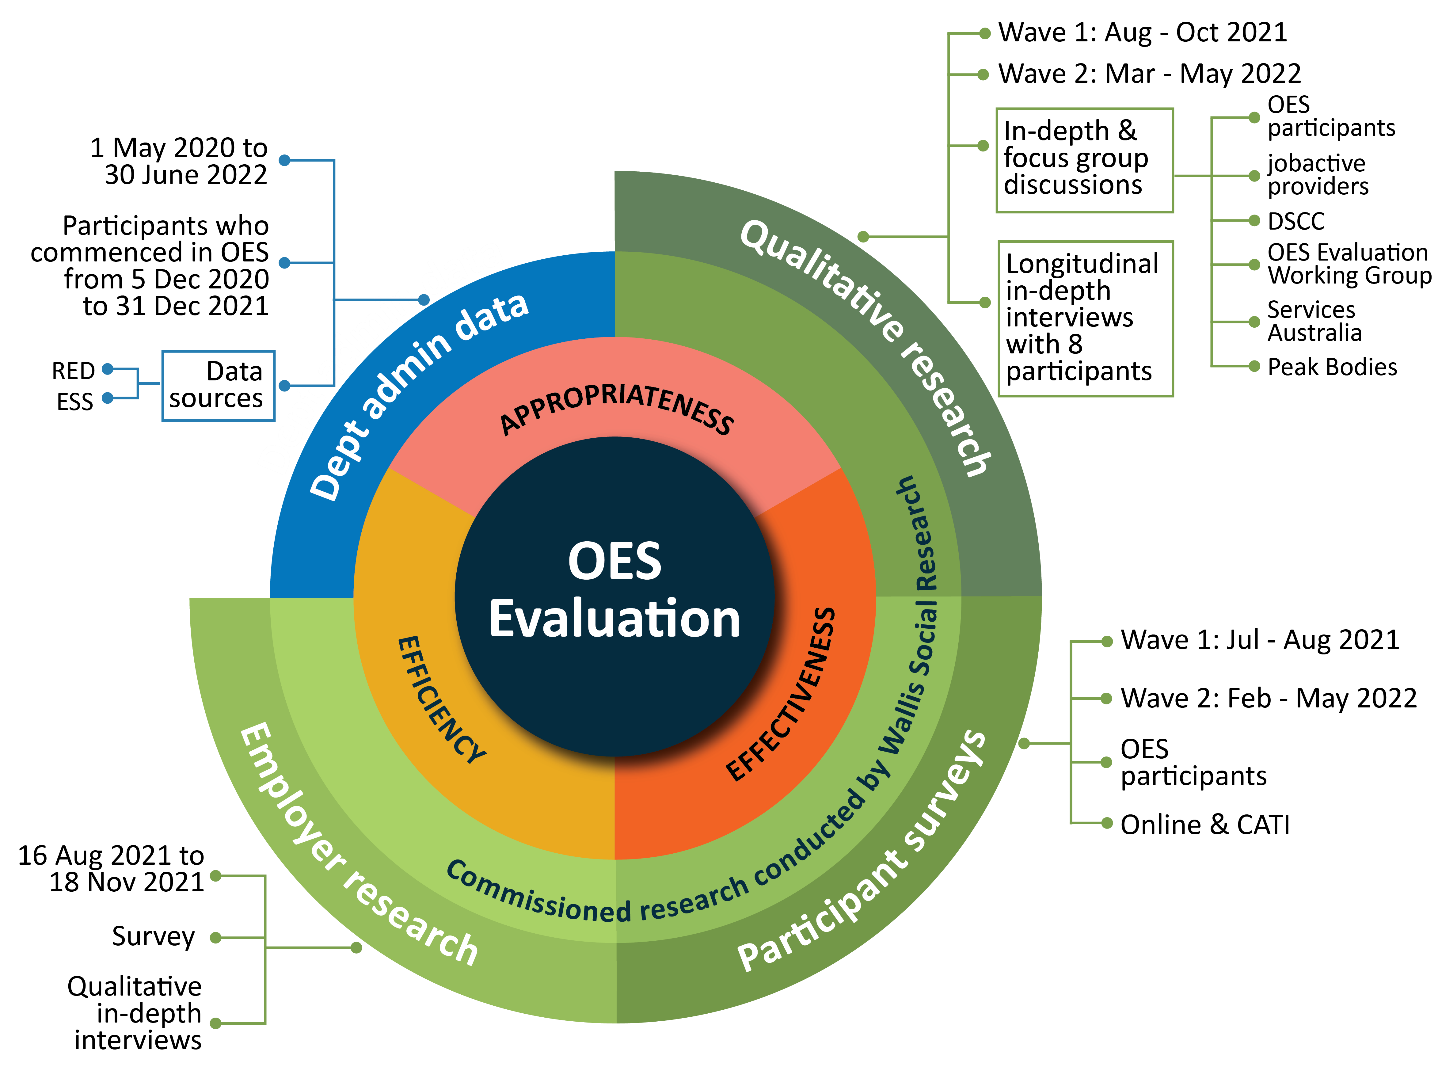 Wave 1: Aug - Oct 2021
Wave 2: Mar - May 2022
In-depth &
focus group
discussions
OES
participants
jobactive
providers
DSCC
OES Evaluation
Working Group
Services
Australia
Peak Bodies
Longitudinal
in-depth
interviews
with 8
participants
Qualitative research
1 May 2020 to
30 June 2022
Participants who
commenced in OES
from 5 Dec 2020
to 31 Dec 2021
Data
sources
RED
ESS
Dept admin data
APPROPRIATENESS
OES
Evaluation
EFFICIENCY
EFFECTIVENESS
Commissioned research conducted by Wallis Social Research
Participant surveys
Wave 1: Jul - Aug 2021
Wave 2: Feb - May 2022
OES
participants
Online & CATI
Employer research
16 Aug 2021 to
18 Nov 2021
Survey
Qualitative
in-depth
interviews